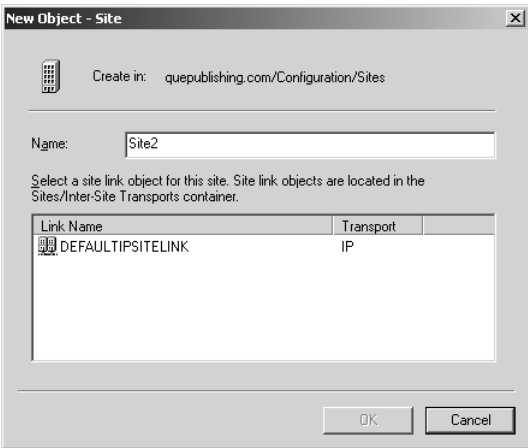 New Object - Site
Create in: quepublishing.com/Configuration/Sites
Name: Site2
Select a site link object for this site. Site link objects are located in the
Sites/Inter-Site Transports container.
Link Name Transport
DEFAULTIPSITELINK IP
OK Cancel